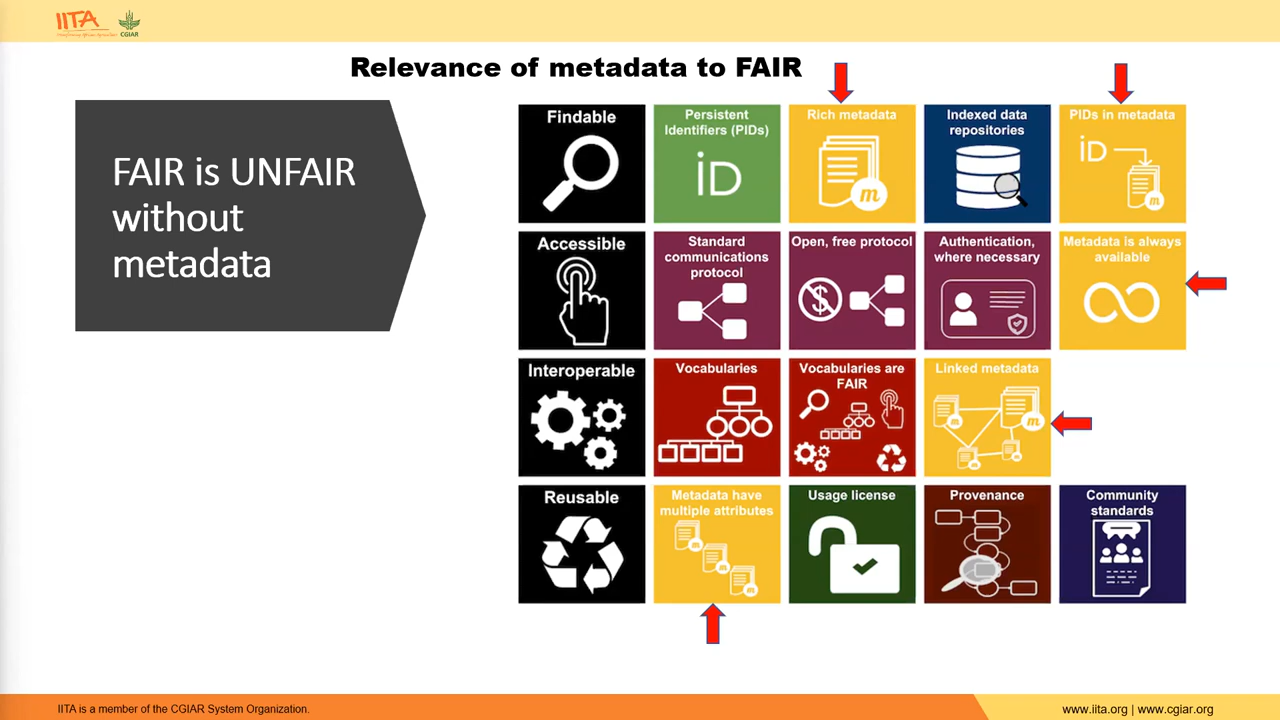 IITA
CGIAR
Relevance of metadata to FAIR
FAIR is UNFAIR
without
metadata
Findable
Persistent
Identifiers (PIDs)
iD
Rich metadata
m
Indexed data
repositories
PIDs in metadata
iD
m
Accessible
Standard
communications
protocol
Open, free protocol
$
Authentication,
where necessary
Metadata is always
available
Interoperable
Vocabularies
Vocabularies are
FAIR
Linked metadata
m
m
m
m
Reusable
Metadata have
multiple attributes
m
m
m
Usage license
Provenance
Community
standards
IITA is a member of the CGIAR System Organization.
www.iita.org | www.cgiar.org